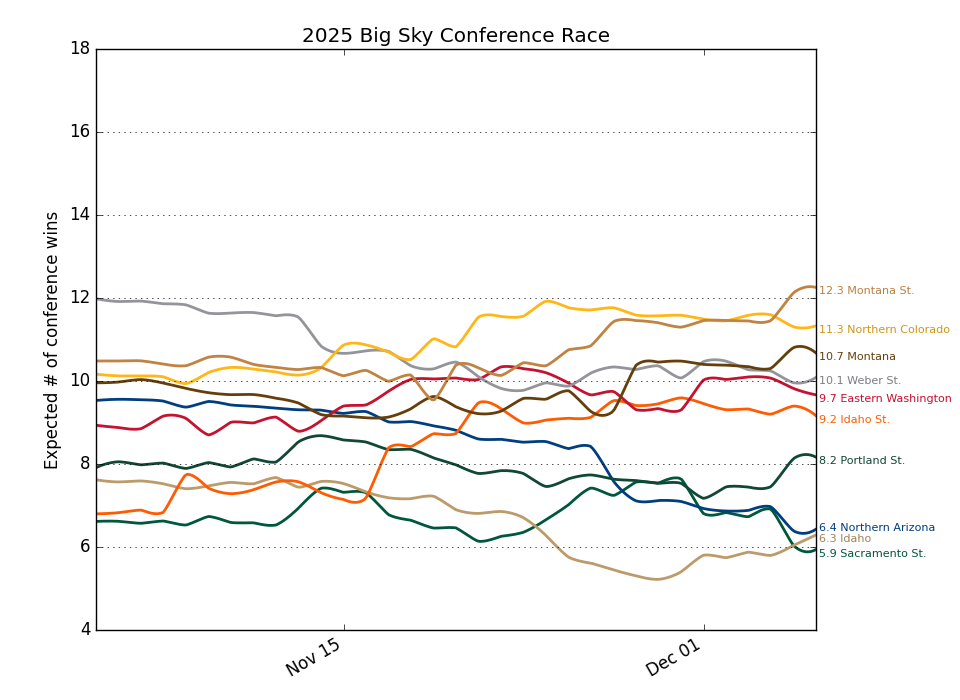 2025 Big Sky Conference Race
Expected # of conference wins
18
16
14
12
10
8
6
4
Nov 15
Dec 01
12.3 Montana St.
11.3 Northern Colorado
10.7 Montana
10.1 Weber St.
9.7 Eastern Washington
9.2 Idaho St.
8.2 Portland St.
6.4 Northern Arizona
6.3 Idaho
5.9 Sacramento St.